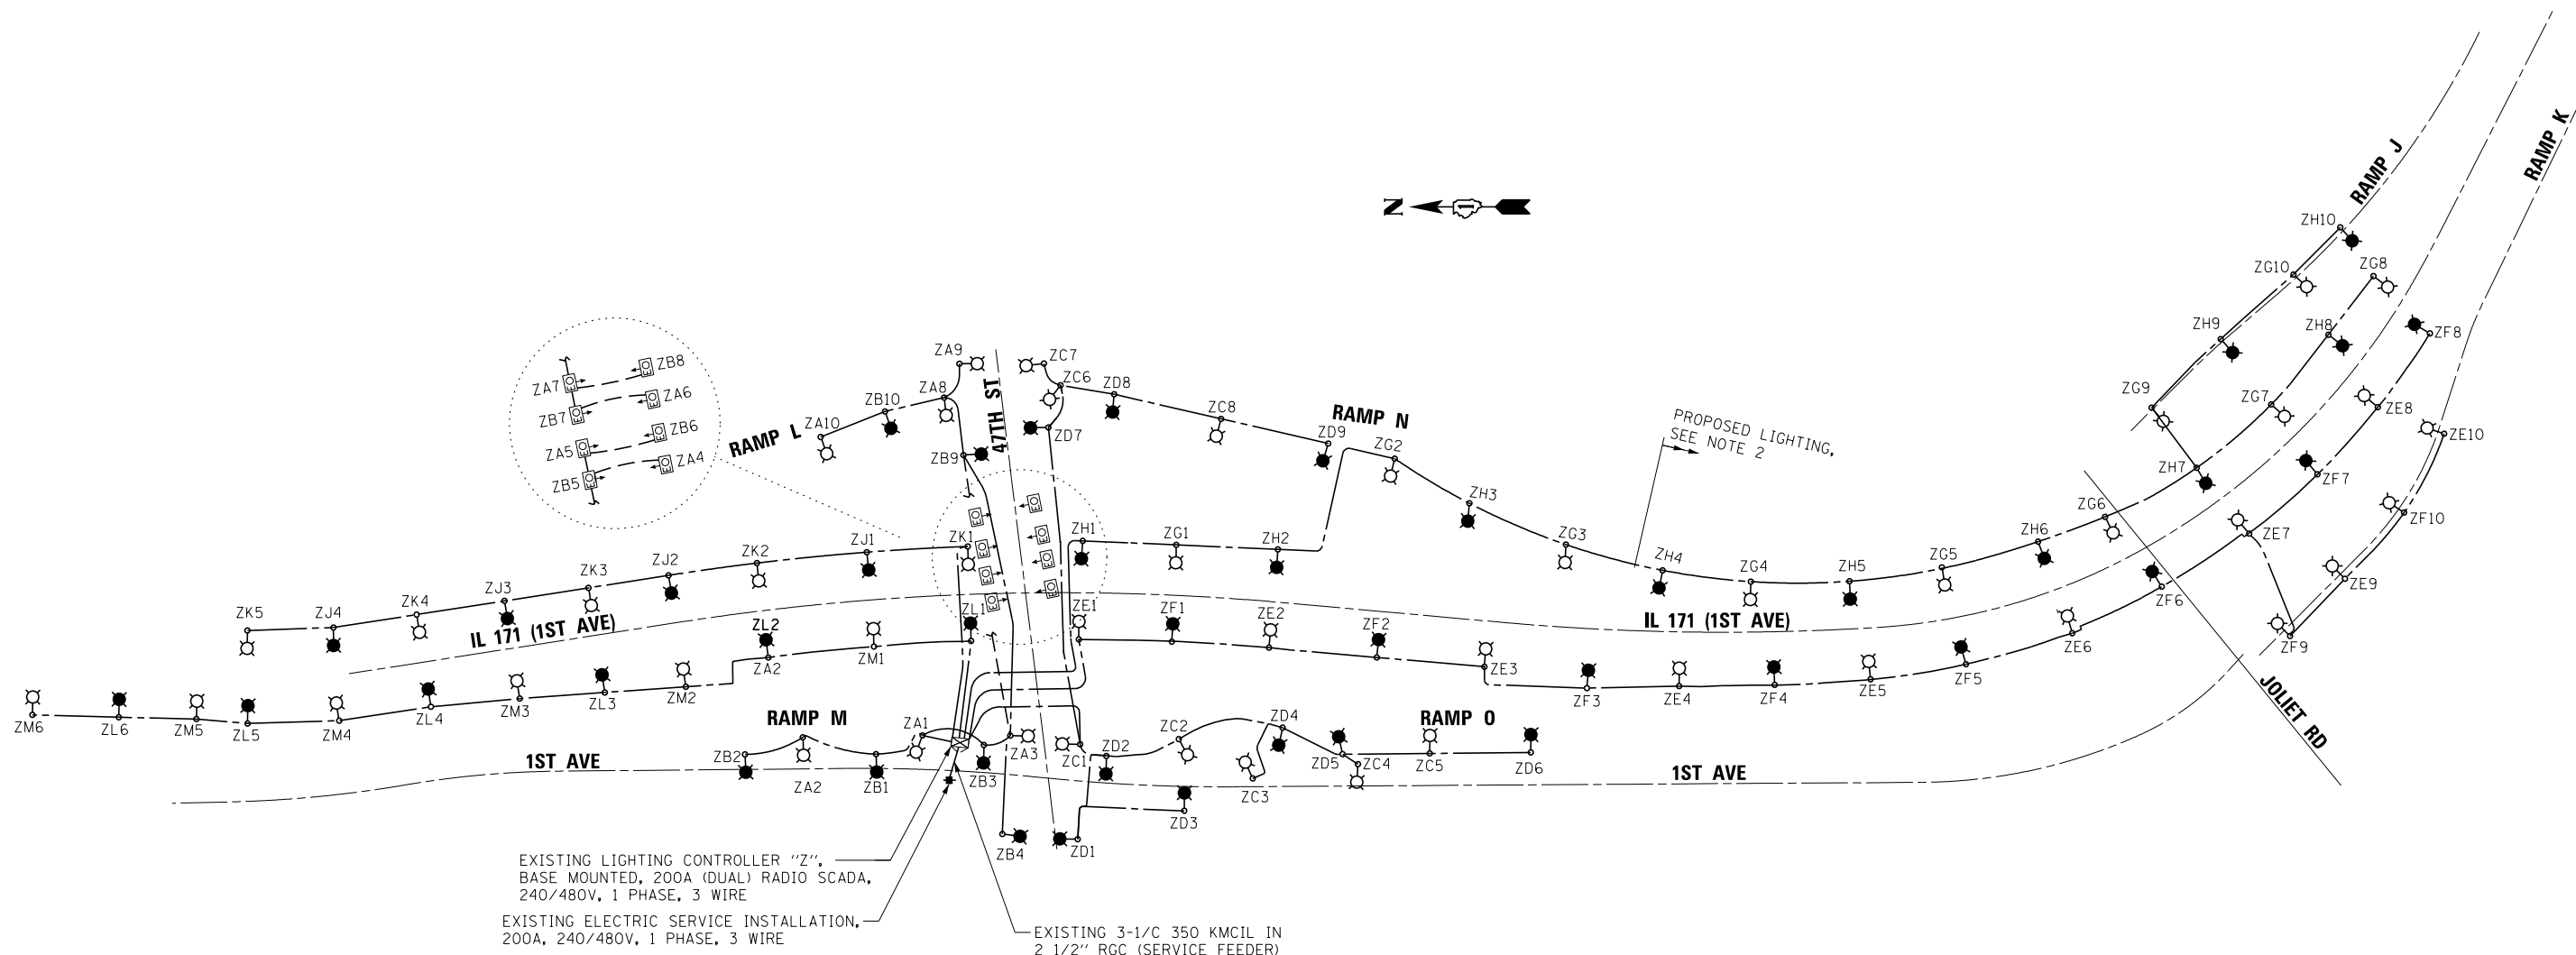 N
1
RAMP J
RAMP K
ZH10
ZG10
ZG8
ZH9
ZH8
ZF8
ZG9
ZG7
ZE8
ZE10
ZH7
ZF7
ZG6
ZE7
ZF10
ZH6
ZF6
ZE9
ZF9
JOLIET RD
ZA7
ZB8
ZB7
ZA6
ZA5
ZB6
ZB5
ZA4
RAMP L
ZA10
ZB10
ZA8
ZA9
47TH ST
ZB9
ZC7
ZC6
ZD8
ZD7
ZC8
RAMP N
ZD9
ZG2
ZH3
ZG3
PROPOSED LIGHTING,
SEE NOTE 2
ZH4
ZG4
ZH5
ZG5
ZK5
ZJ4
ZK4
ZJ3
ZK3
ZJ2
ZK2
ZJ1
ZK1
ZH1
ZG1
ZH2
IL 171 (1ST AVE)
ZL2
ZA2
ZM1
ZL1
ZE1
ZF1
ZE2
ZF2
ZE3
IL 171 (1ST AVE)
ZM6
ZL6
ZM5
ZL5
ZM4
ZL4
ZM3
ZL3
ZM2
ZF3
ZE4
ZF4
ZE5
ZF5
ZE6
RAMP M
ZB2
ZA2
ZB1
ZA1
ZB3
ZA3
ZC1
ZD2
ZC2
ZD4
ZC3
ZD3
ZD5
ZC4
RAMP O
ZC5
ZD6
1ST AVE
1ST AVE
ZB4
ZD1
EXISTING LIGHTING CONTROLLER "Z",
BASE MOUNTED, 200A (DUAL) RADIO SCADA,
240/480V, 1 PHASE, 3 WIRE
EXISTING ELECTRIC SERVICE INSTALLATION,
200A, 240/480V, 1 PHASE, 3 WIRE
EXISTING 3-1/C 350 KMCIL IN
2 1/2" RGC (SERVICE FEEDER)